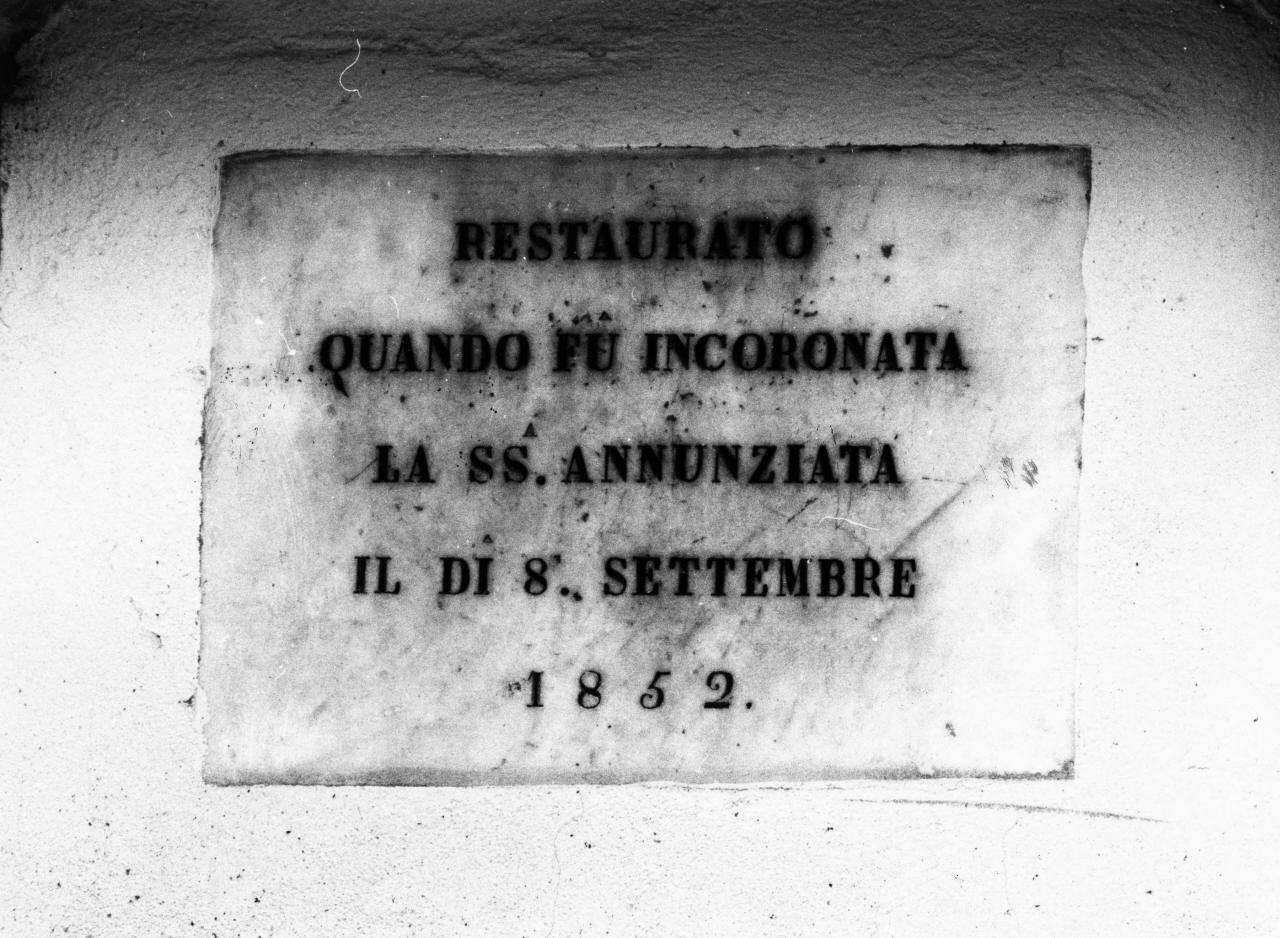 RESTAURATO
QUANDO FÙ INCORONATA
LA SS. ANNUNZIATA
IL DÌ 8. SETTEMBRE
1852.